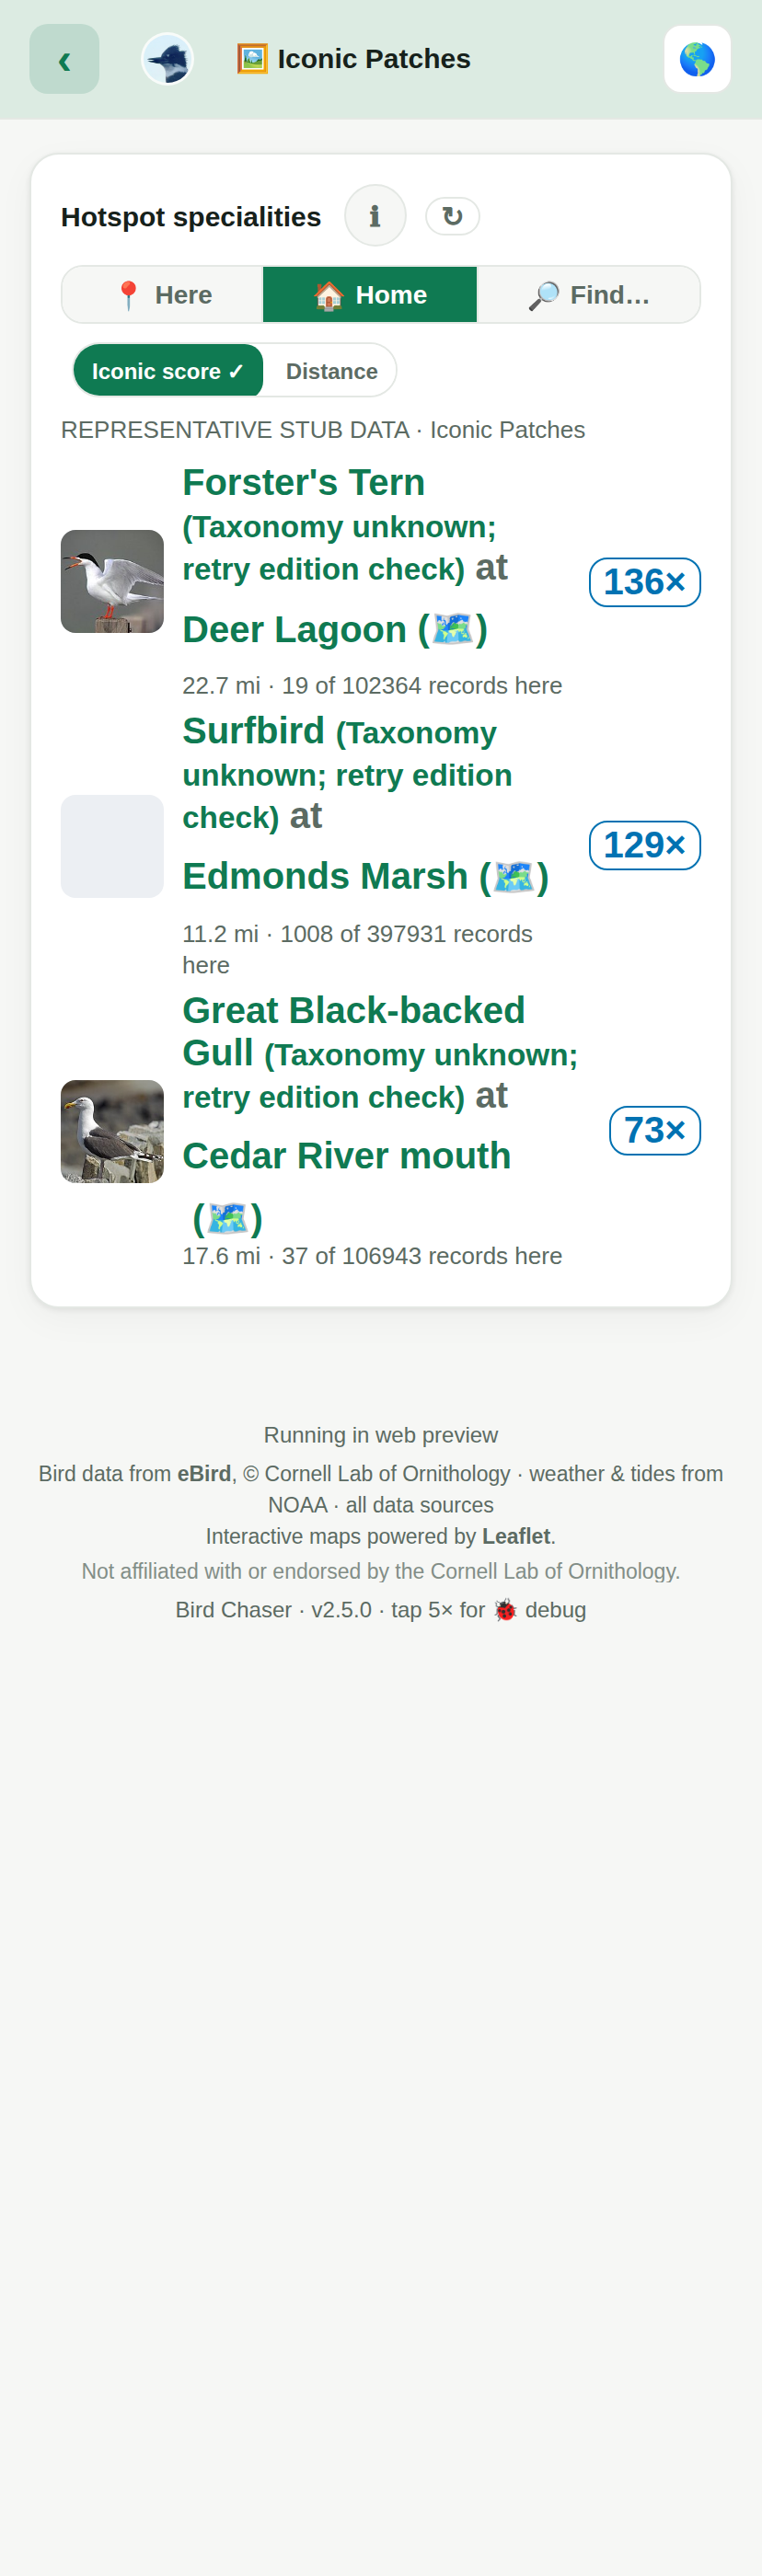 ‹ 🖼️ Iconic Patches 🌎
Hotspot specialities ℹ ↻
📍 Here 🏠 Home 🔎 Find…
Iconic score ✓ Distance
REPRESENTATIVE STUB DATA · Iconic Patches
Forster's Tern
(Taxonomy unknown;
retry edition check) at
136×
Deer Lagoon (🗺️)
22.7 mi · 19 of 102364 records here
Surfbird (Taxonomy
unknown; retry edition
check) at
129×
Edmonds Marsh (🗺️)
11.2 mi · 1008 of 397931 records
here
Great Black-backed
Gull (Taxonomy unknown;
retry edition check) at
73×
Cedar River mouth
(🗺️)
17.6 mi · 37 of 106943 records here
Running in web preview
Bird data from eBird, © Cornell Lab of Ornithology · weather & tides from
NOAA · all data sources
Interactive maps powered by Leaflet.
Not affiliated with or endorsed by the Cornell Lab of Ornithology.
Bird Chaser · v2.5.0 · tap 5× for 🐞 debug